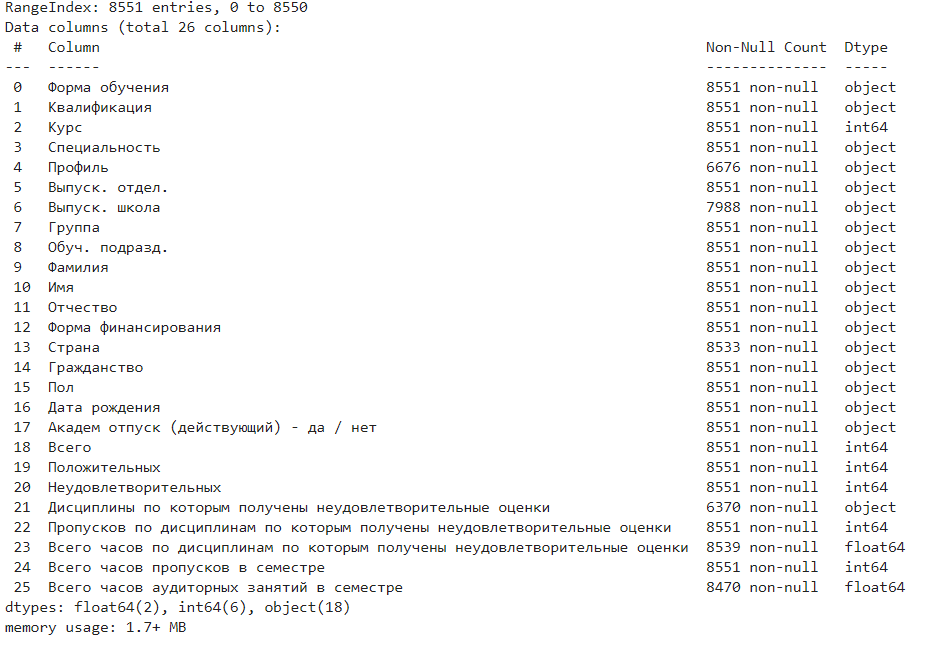 RangeIndex: 8551 entries, 0 to 8550
Data columns (total 26 columns):
 #   Column                                                                           Non-Null Count  Dtype
---  ------                                                                           --------------  -----
 0   Форма обучения                                                                   8551 non-null   object
 1   Квалификация                                                                     8551 non-null   object
 2   Курс                                                                             8551 non-null   int64
 3   Специальность                                                                    8551 non-null   object
 4   Профиль                                                                          6676 non-null   object
 5   Выпуск. отдел.                                                                   8551 non-null   object
 6   Выпуск. школа                                                                    7988 non-null   object
 7   Группа                                                                           8551 non-null   object
 8   Обуч. подразд.                                                                   8551 non-null   object
 9   Фамилия                                                                          8551 non-null   object
 10  Имя                                                                              8551 non-null   object
 11  Отчество                                                                         8551 non-null   object
 12  Форма финансирования                                                             8551 non-null   object
 13  Страна                                                                           8533 non-null   object
 14  Гражданство                                                                      8551 non-null   object
 15  Пол                                                                              8551 non-null   object
 16  Дата рождения                                                                    8551 non-null   object
 17  Академ отпуск (действующий) - да / нет                                           8551 non-null   object
 18  Всего                                                                            8551 non-null   int64
 19  Положительных                                                                    8551 non-null   int64
 20  Неудовлетворительных                                                             8551 non-null   int64
 21  Дисциплины по которым получены неудовлетворительные оценки                       6370 non-null   object
 22  Пропусков по дисциплинам по которым получены неудовлетворительные оценки         8551 non-null   int64
 23  Всего часов по дисциплинам по которым получены неудовлетворительные оценки       8539 non-null   float64
 24  Всего часов пропусков в семестре                                                 8551 non-null   int64
 25  Всего часов аудиторных занятий в семестре                                        8470 non-null   float64
dtypes: float64(2), int64(6), object(18)
memory usage: 1.7+ MB